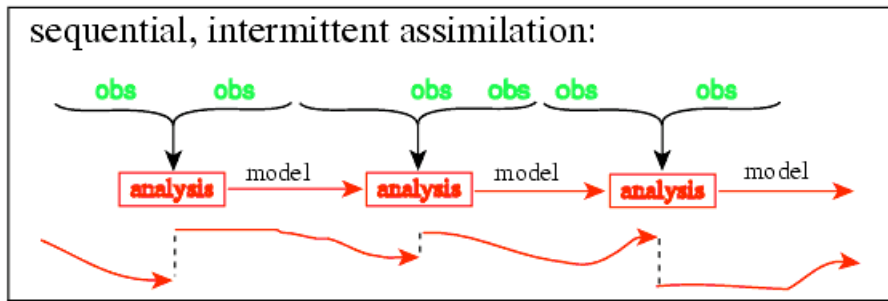 sequential, intermittent assimilation:
obs obs obs obs obs obs
analysis model analysis model analysis model